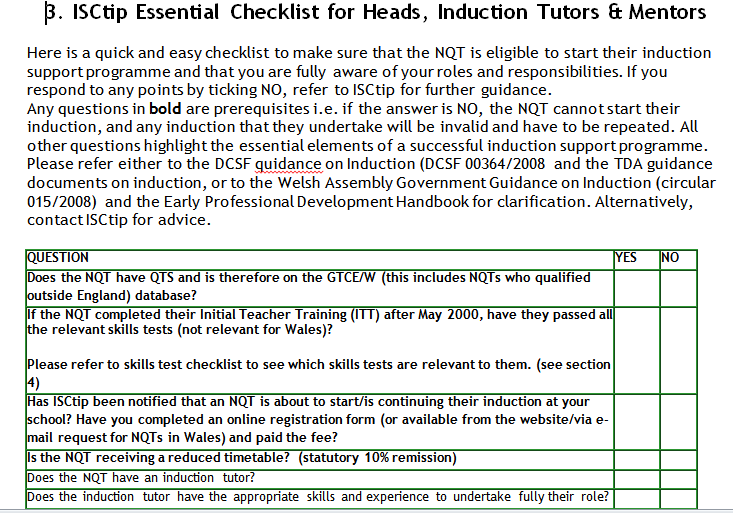 3. ISCtip Essential Checklist for Heads, Induction Tutors & Mentors
Here is a quick and easy checklist to make sure that the NQT is eligible to start their induction
support programme and that you are fully aware of your roles and responsibilities. If you
respond to any points by ticking NO, refer to ISCtip for further guidance.
Any questions in bold are prerequisites i.e. if the answer is NO, the NQT cannot start their
induction, and any induction that they undertake will be invalid and have to be repeated. All
other questions highlight the essential elements of a successful induction support programme.
Please refer either to the DCSF guidance on Induction (DCSF 00364/2008 and the TDA guidance
documents on induction, or to the Welsh Assembly Government Guidance on Induction (circular
015/2008) and the Early Professional Development Handbook for clarification. Alternatively,
contact ISCtip for advice.
QUESTION YES NO
Does the NQT have QTS and is therefore on the GTCE/W (this includes NQTs who qualified
outside England) database?
If the NQT completed their Initial Teacher Training (ITT) after May 2000, have they passed all
the relevant skills tests (not relevant for Wales)?
Please refer to skills test checklist to see which skills tests are relevant to them. (see section
4)
Has ISCtip been notified that an NQT is about to start/is continuing their induction at your
school? Have you completed an online registration form (or available from the website/via e-
mail request for NQTs in Wales) and paid the fee?
Is the NQT receiving a reduced timetable? (statutory 10% remission)
Does the NQT have an induction tutor?
Does the induction tutor have the appropriate skills and experience to undertake fully their role?